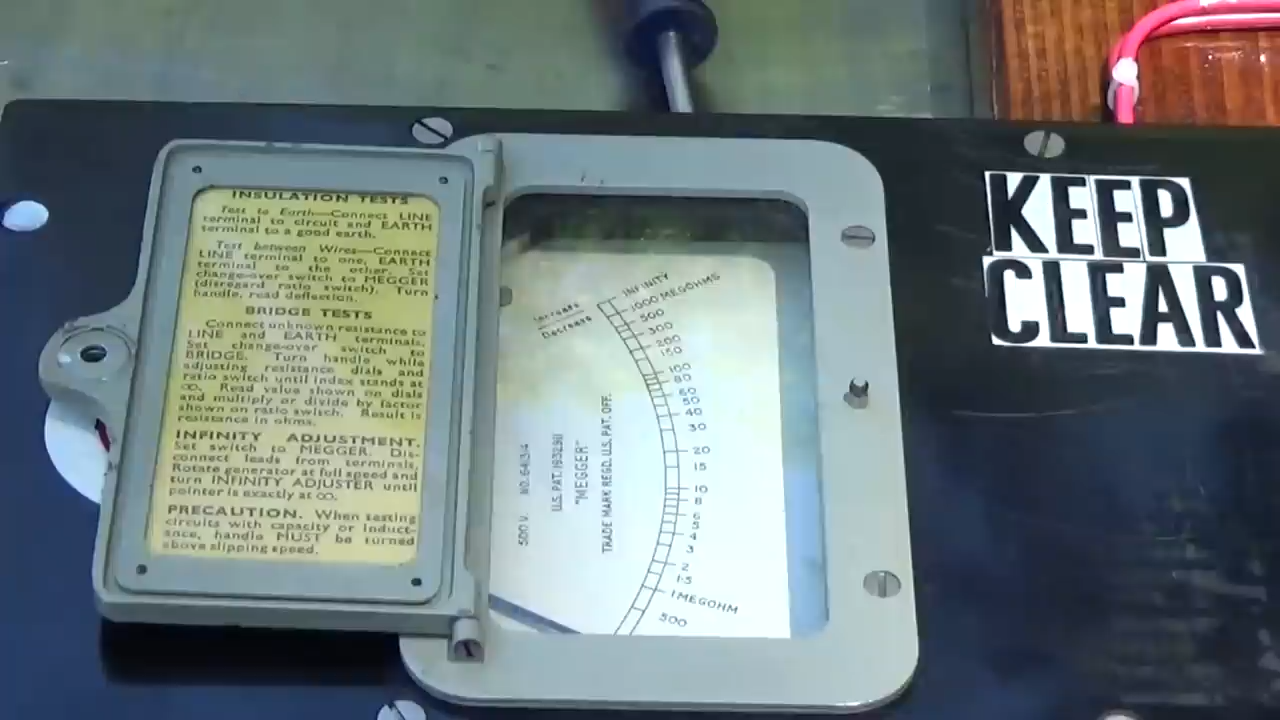 INSULATION TESTS
Test to Earth—Connect LINE
terminal to circuit and EARTH
terminal to a good earth.
Test between Wires—Connect
LINE terminal to one, EARTH
terminal to the other. Set
change-over switch to MEGGER
(disregard ratio switch). Turn
handle, read deflection.
BRIDGE TESTS
Connect unknown resistance to
LINE and EARTH terminals.
Set change-over switch to
BRIDGE. Turn handle while
adjusting resistance dials and
ratio switch until index stands at
∞. Read value shown on dials
and multiply or divide by factor
shown on ratio switch. Result is
resistance in ohms.
INFINITY ADJUSTMENT.
Set switch to MEGGER. Dis-
connect leads from terminals.
Rotate generator at full speed and
turn INFINITY ADJUSTER until
pointer is exactly at ∞.
PRECAUTION. When testing
circuits with capacity or induct-
ance, handle MUST be turned
above slipping speed.
Increase
Decrease
INFINITY
1000 MEGOHMS
500
300
200
150
100
80
60
50
40
30
20
15
10
8
6
5
4
3
2
1·5
1 MEGOHM
500
500 V.
U.S. PAT.
"MEGGER"
TRADE MARK REGD. U.S. PAT. OFF.
KEEP
CLEAR